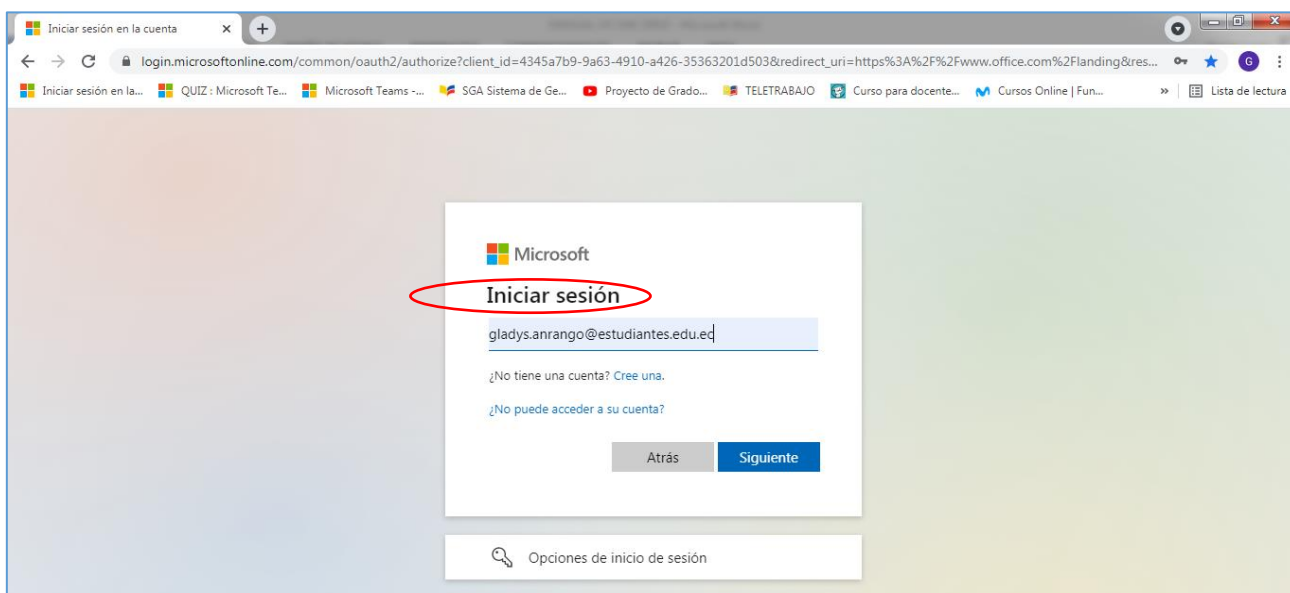 Iniciar sesión en la cuenta
login.microsoftonline.com/common/oauth2/authorize?client_id=4345a7b9-9a63-4910-a426-35363201d503&redirect_uri=https%3A%2F%2Fwww.office.com%2Flanding&res...
G
Iniciar sesión en la... QUIZ : Microsoft Te... Microsoft Teams -... SGA Sistema de Ge... Proyecto de Grado... TELETRABAJO Curso para docente... Cursos Online | Fun... » Lista de lectura
Microsoft
Iniciar sesión
gladys.anrango@estudiantes.edu.ec
¿No tiene una cuenta? Cree una.
¿No puede acceder a su cuenta?
Atrás Siguiente
Opciones de inicio de sesión